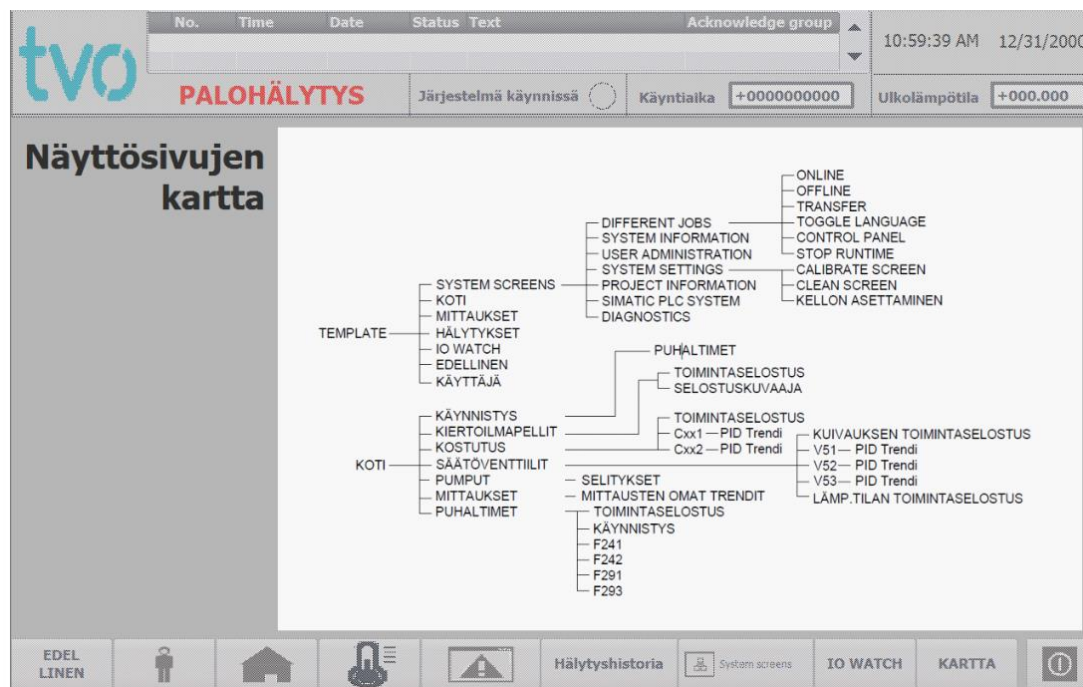 tvo
No. Time Date Status Text Acknowledge group
10:59:39 AM 12/31/2000
PALOHÄLYTYS
Järjestelmä käynnissä
Käyntiaika +0000000000
Ulkolämpötila +000.000
Näyttösivujen
kartta
ONLINE
OFFLINE
TRANSFER
DIFFERENT JOBS TOGGLE LANGUAGE
SYSTEM INFORMATION CONTROL PANEL
USER ADMINISTRATION STOP RUNTIME
SYSTEM SETTINGS CALIBRATE SCREEN
SYSTEM SCREENS PROJECT INFORMATION CLEAN SCREEN
KOTI SIMATIC PLC SYSTEM KELLON ASETTAMINEN
MITTAUKSET DIAGNOSTICS
TEMPLATE HÄLYTYKSET
IO WATCH PUHALTIMET
EDELLINEN
KÄYTTÄJÄ TOIMINTASELOSTUS
SELOSTUSKUVAAJA
KÄYNNISTYS TOIMINTASELOSTUS
KIERTOILMAPELLIT Cxx1 PID Trendi KUIVAUKSEN TOIMINTASELOSTUS
KOSTUTUS Cxx2 PID Trendi V51 PID Trendi
KOTI SÄÄTÖVENTTIILIT V52 PID Trendi
PUMPUT SELITYKSET V53 PID Trendi
MITTAUKSET MITTAUSTEN OMAT TRENDIT LÄMP.TILAN TOIMINTASELOSTUS
PUHALTIMET TOIMINTASELOSTUS
KÄYNNISTYS
F241
F242
F291
F293
EDEL
LINEN
Hälytyshistoria
System screens
IO WATCH
KARTTA